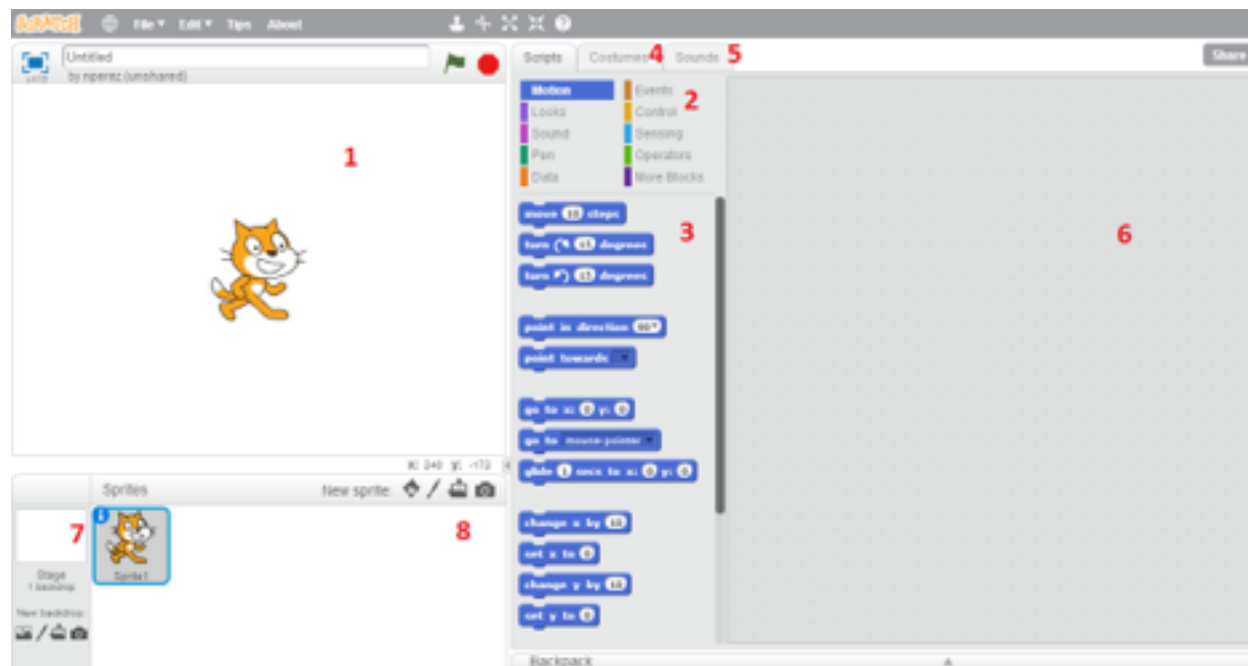 SCRATCH File Edit Tips About
Untitled
by nperez (unshared)
1
Scripts Costumes 4 Sounds 5 Share
Motion Events 2
Looks Control
Sound Sensing
Pen Operators
Data More Blocks
3
move 10 steps
turn 15 degrees
turn 15 degrees
point in direction 90
point towards
go to x: 0 y: 0
go to mouse-pointer
glide 1 secs to x: 0 y: 0
change x by 10
set x to 0
change y by 10
set y to 0
6
Sprites New sprite:
7
Stage
1 backdrop
New backdrop:
Sprite1
8
Backpack